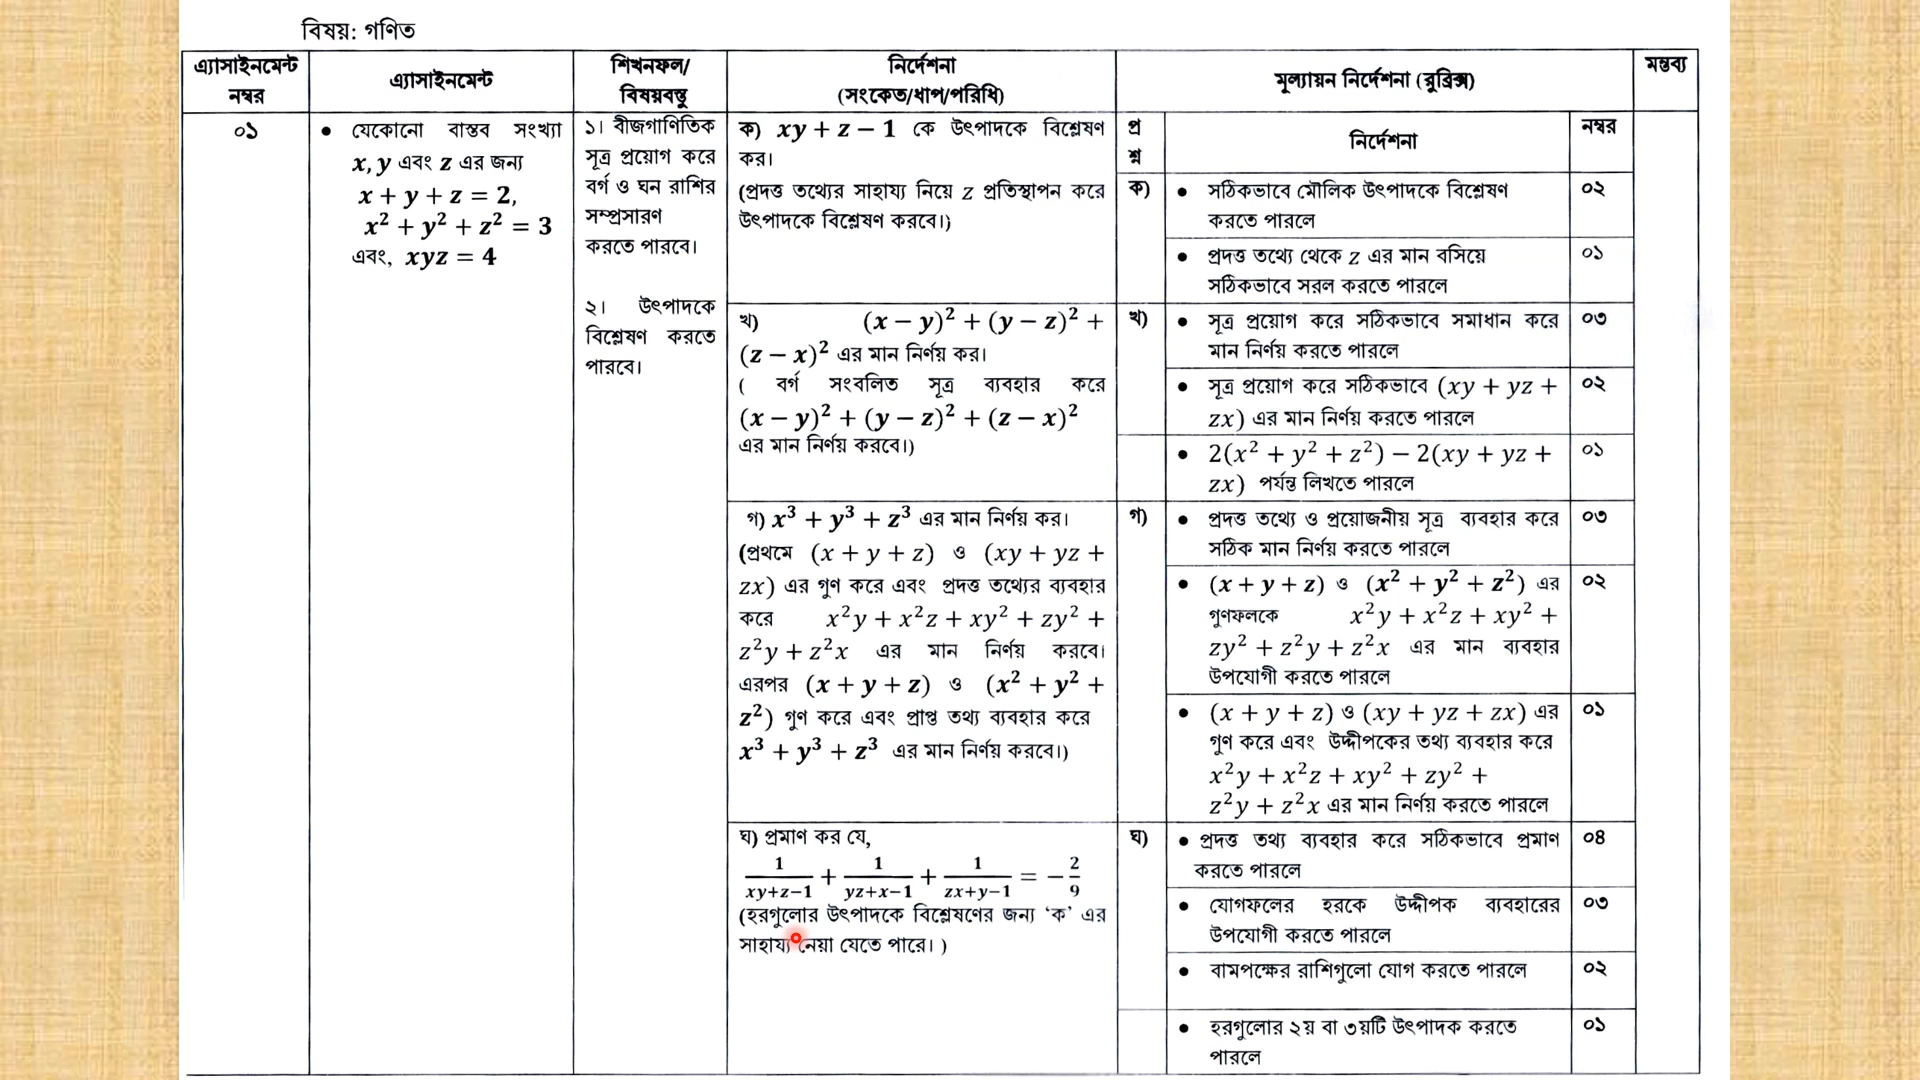 বিষয়: গণিত
এ্যাসাইনমেন্ট নম্বর
এ্যাসাইনমেন্ট
শিখনফল/ বিষয়বস্তু
নির্দেশনা
(সংকেত/ধাপ/পরিধি)
মূল্যায়ন নির্দেশনা (রুব্রিক্স)
মন্তব্য
০১
• যেকোনো বাস্তব সংখ্যা
x, y এবং z এর জন্য
x + y + z = 2,
x² + y² + z² = 3
এবং, xyz = 4
১। বীজগাণিতিক
সূত্র প্রয়োগ করে
বর্গ ও ঘন রাশির
সম্প্রসারণ
করতে পারবে।
২। উৎপাদকে
বিশ্লেষণ করতে
পারবে।
ক) xy + z − 1 কে উৎপাদকে বিশ্লেষণ
কর।
(প্রদত্ত তথ্যের সাহায্য নিয়ে z প্রতিস্থাপন করে
উৎপাদকে বিশ্লেষণ করবে।)
প্রশ্ন
নির্দেশনা
নম্বর
ক)
• সঠিকভাবে মৌলিক উৎপাদকে বিশ্লেষণ
করতে পারলে
০২
• প্রদত্ত তথ্যে থেকে z এর মান বসিয়ে
সঠিকভাবে সরল করতে পারলে
০১
খ) (x − y)² + (y − z)² +
(z − x)² এর মান নির্ণয় কর।
( বর্গ সংবলিত সূত্র ব্যবহার করে
(x − y)² + (y − z)² + (z − x)²
এর মান নির্ণয় করবে।)
খ)
• সূত্র প্রয়োগ করে সঠিকভাবে সমাধান করে
মান নির্ণয় করতে পারলে
০৩
• সূত্র প্রয়োগ করে সঠিকভাবে (xy + yz +
zx) এর মান নির্ণয় করতে পারলে
০২
• 2(x² + y² + z²) − 2(xy + yz +
zx) পর্যন্ত লিখতে পারলে
০১
গ) x³ + y³ + z³ এর মান নির্ণয় কর।
(প্রথমে (x + y + z) ও (xy + yz +
zx) এর গুণ করে এবং প্রদত্ত তথ্যের ব্যবহার
করে x²y + x²z + xy² + zy² +
z²y + z²x এর মান নির্ণয় করবে।
এরপর (x + y + z) ও (x² + y² +
z²) গুণ করে এবং প্রাপ্ত তথ্য ব্যবহার করে
x³ + y³ + z³ এর মান নির্ণয় করবে।)
গ)
• প্রদত্ত তথ্যে ও প্রয়োজনীয় সূত্র ব্যবহার করে
সঠিক মান নির্ণয় করতে পারলে
০৩
• (x + y + z) ও (x² + y² + z²) এর
গুণফলকে x²y + x²z + xy² +
zy² + z²y + z²x এর মান ব্যবহার
উপযোগী করতে পারলে
০২
• (x + y + z) ও (xy + yz + zx) এর
গুণ করে এবং উদ্দীপকের তথ্য ব্যবহার করে
x²y + x²z + xy² + zy² +
z²y + z²x এর মান নির্ণয় করতে পারলে
০১
ঘ) প্রমাণ কর যে,
1/(xy+z−1) + 1/(yz+x−1) + 1/(zx+y−1) = −2/9
(হরগুলোর উৎপাদকে বিশ্লেষণের জন্য ‘ক’ এর
সাহায্য নেয়া যেতে পারে। )
ঘ)
• প্রদত্ত তথ্য ব্যবহার করে সঠিকভাবে প্রমাণ
করতে পারলে
০৪
• যোগফলের হরকে উদ্দীপক ব্যবহারের
উপযোগী করতে পারলে
০৩
• বামপক্ষের রাশিগুলো যোগ করতে পারলে
০২
• হরগুলোর ২য় বা ৩য়টি উৎপাদক করতে
পারলে
০১